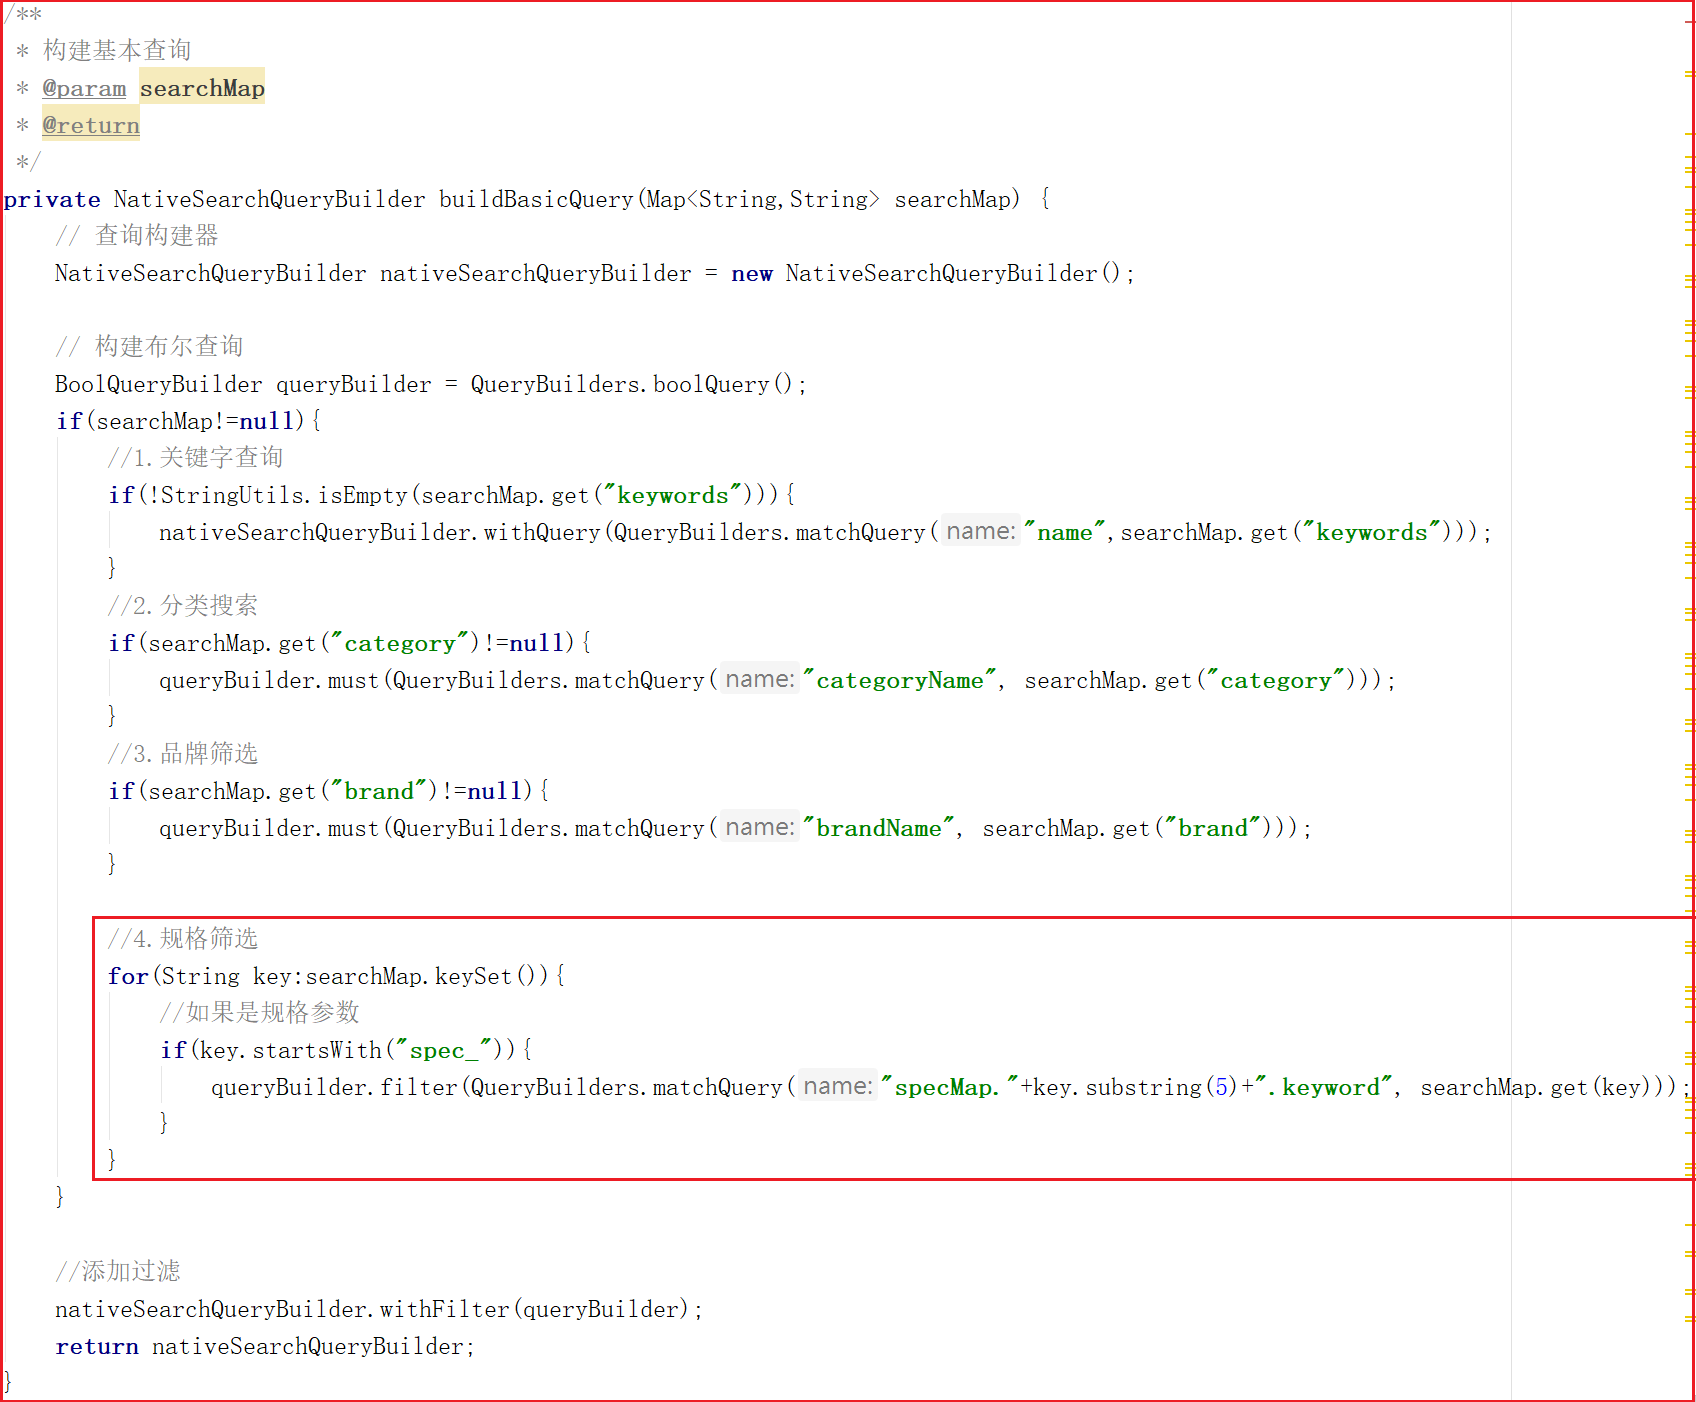 /**
 * 构建基本查询
 * @param searchMap
 * @return
 */
private NativeSearchQueryBuilder buildBasicQuery(Map<String,String> searchMap) {
    // 查询构建器
    NativeSearchQueryBuilder nativeSearchQueryBuilder = new NativeSearchQueryBuilder();
    // 构建布尔查询
    BoolQueryBuilder queryBuilder = QueryBuilders.boolQuery();
    if(searchMap!=null){
        //1.关键字查询
        if(!StringUtils.isEmpty(searchMap.get("keywords"))){
            nativeSearchQueryBuilder.withQuery(QueryBuilders.matchQuery( name: "name",searchMap.get("keywords")));
        }
        //2.分类搜索
        if(searchMap.get("category")!=null){
            queryBuilder.must(QueryBuilders.matchQuery( name: "categoryName", searchMap.get("category")));
        }
        //3.品牌筛选
        if(searchMap.get("brand")!=null){
            queryBuilder.must(QueryBuilders.matchQuery( name: "brandName", searchMap.get("brand")));
        }
        //4.规格筛选
        for(String key:searchMap.keySet()){
            //如果是规格参数
            if(key.startsWith("spec_")){
                queryBuilder.filter(QueryBuilders.matchQuery( name: "specMap."+key.substring(5)+".keyword", searchMap.get(key)));
            }
        }
    }
    //添加过滤
    nativeSearchQueryBuilder.withFilter(queryBuilder);
    return nativeSearchQueryBuilder;
}